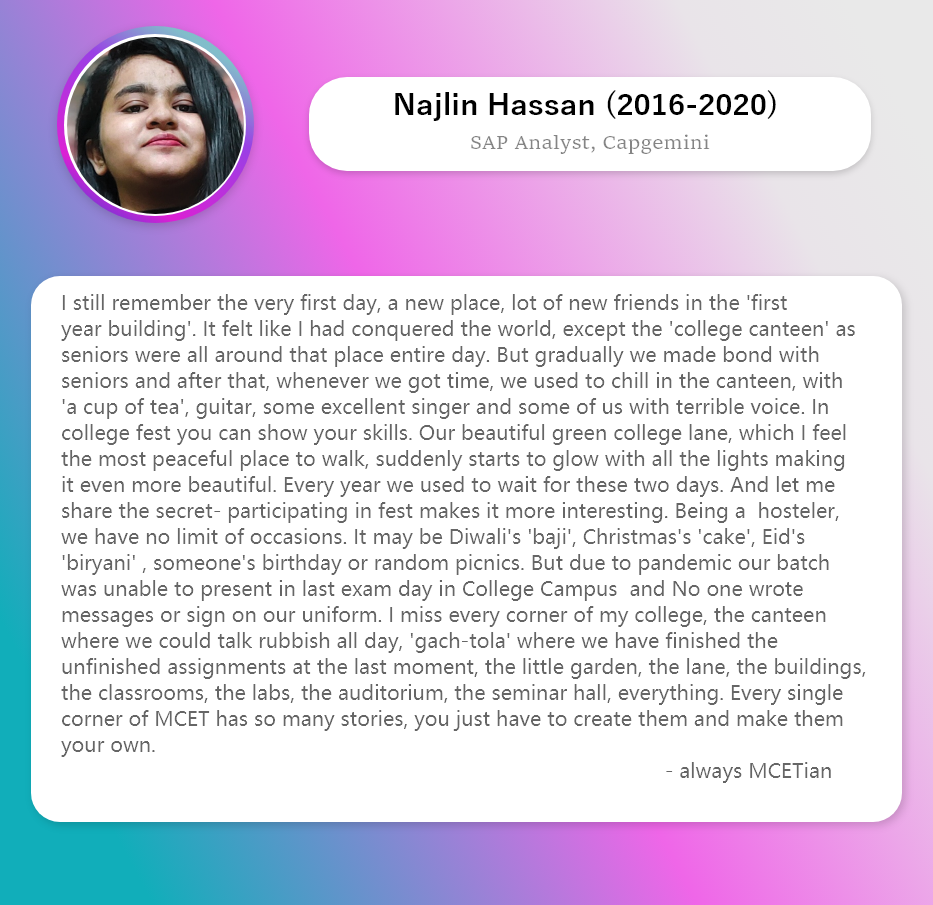 Najlin Hassan (2016-2020)
SAP Analyst, Capgemini
I still remember the very first day, a new place, lot of new friends in the 'first
year building'. It felt like I had conquered the world, except the 'college canteen' as
seniors were all around that place entire day. But gradually we made bond with
seniors and after that, whenever we got time, we used to chill in the canteen, with
'a cup of tea', guitar, some excellent singer and some of us with terrible voice. In
college fest you can show your skills. Our beautiful green college lane, which I feel
the most peaceful place to walk, suddenly starts to glow with all the lights making
it even more beautiful. Every year we used to wait for these two days. And let me
share the secret- participating in fest makes it more interesting. Being a  hosteler,
we have no limit of occasions. It may be Diwali's 'baji', Christmas's 'cake', Eid's
'biryani' , someone's birthday or random picnics. But due to pandemic our batch
was unable to present in last exam day in College Campus  and No one wrote
messages or sign on our uniform. I miss every corner of my college, the canteen
where we could talk rubbish all day, 'gach-tola' where we have finished the
unfinished assignments at the last moment, the little garden, the lane, the buildings,
the classrooms, the labs, the auditorium, the seminar hall, everything. Every single
corner of MCET has so many stories, you just have to create them and make them
your own.
- always MCETian